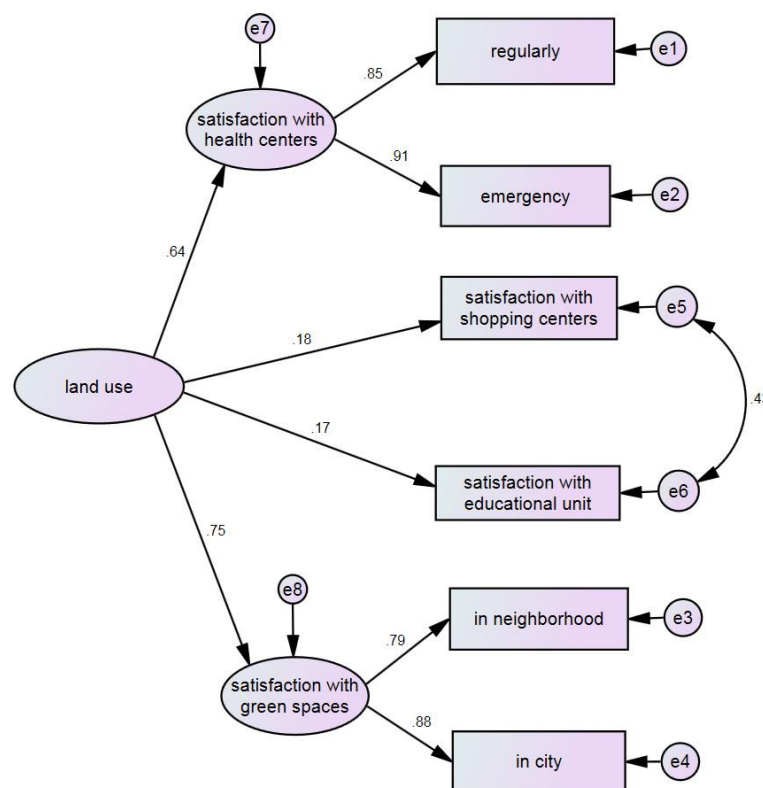 e7
regularly
e1
.85
satisfaction with
health centers
.91
emergency
e2
.64
satisfaction with
shopping centers
e5
.18
land use
.17
satisfaction with
educational unit
e6
.75
e8
in neighborhood
e3
.79
satisfaction with
green spaces
.88
in city
e4